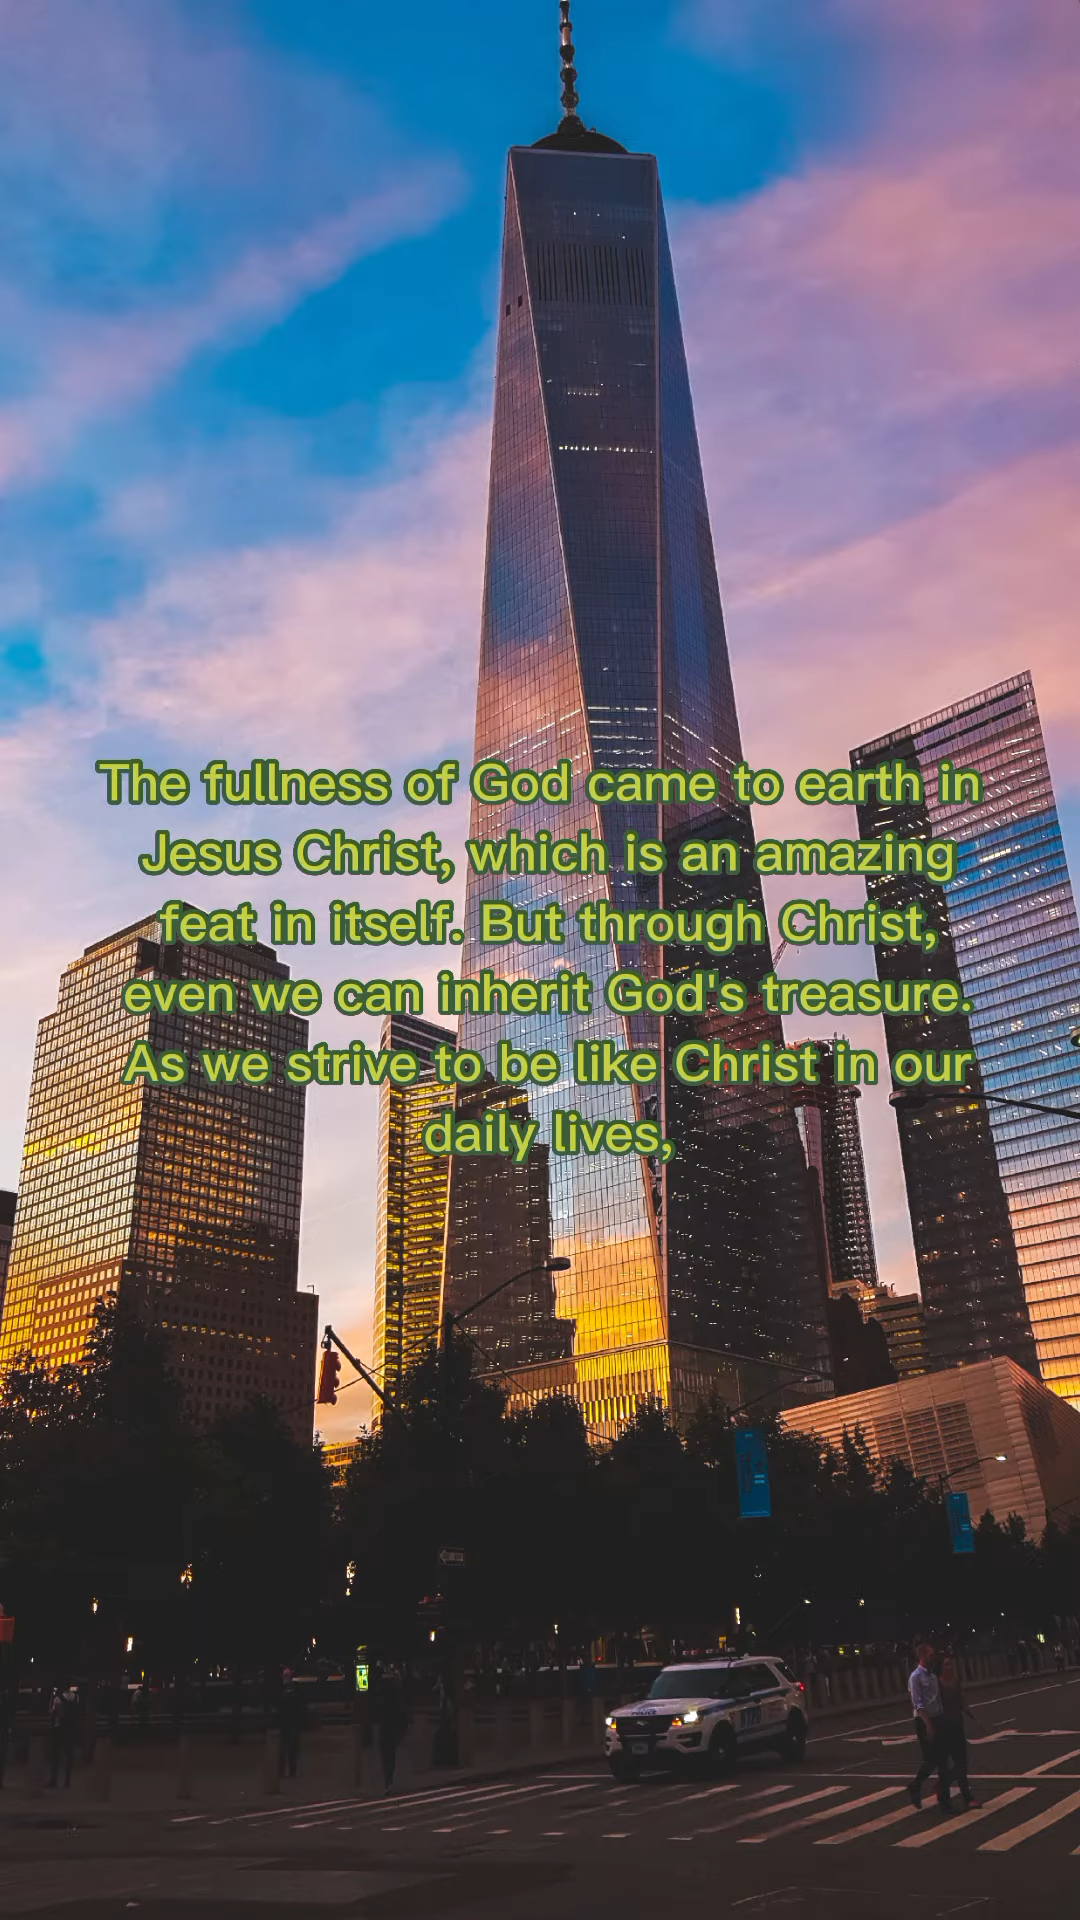 The fullness of God came to earth in
Jesus Christ, which is an amazing
feat in itself. But through Christ,
even we can inherit God's treasure.
As we strive to be like Christ in our
daily lives,